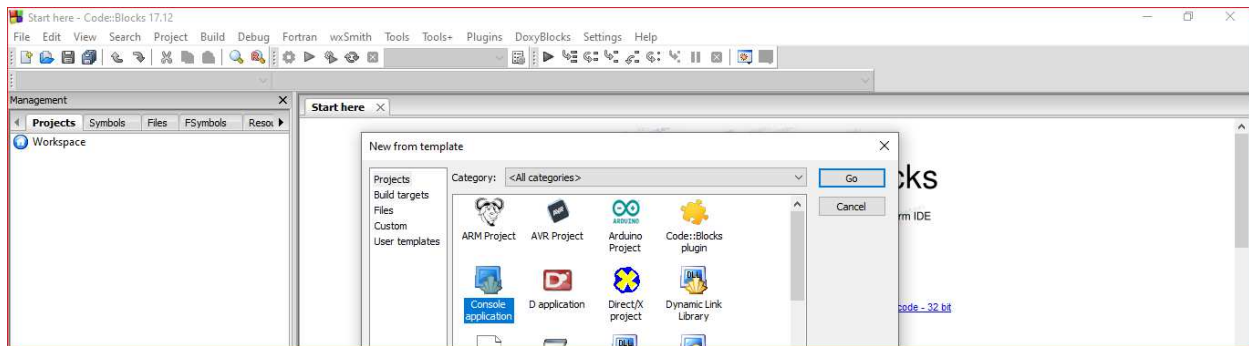 Start here - Code::Blocks 17.12
File Edit View Search Project Build Debug Fortran wxSmith Tools Tools+ Plugins DoxyBlocks Settings Help
Management
Start here
Projects Symbols Files FSymbols
Workspace
New from template
Projects
Build targets
Files
Custom
User templates
Category: <All categories>
Go
Cancel
ARM Project AVR Project Arduino Project Code::Blocks plugin
Console application D application Direct/X project Dynamic Link Library
IDE
code - 32 bit